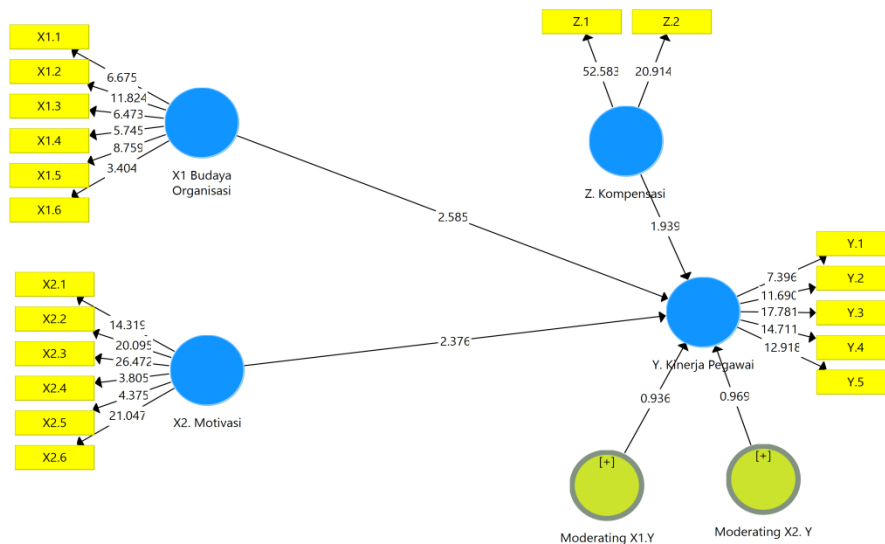 X1.1
X1.2
X1.3
X1.4
X1.5
X1.6
6.675
11.824
6.473
5.745
8.759
3.404
X1 Budaya
Organisasi
Z.1
Z.2
52.583
20.914
Z. Kompensasi
2.585
1.939
X2.1
X2.2
X2.3
X2.4
X2.5
X2.6
14.319
20.095
26.472
3.805
4.375
21.047
X2. Motivasi
2.376
Y. Kinerja Pegawai
7.396
11.690
17.781
14.711
12.918
Y.1
Y.2
Y.3
Y.4
Y.5
0.936
0.969
[+]
[+]
Moderating X1.Y
Moderating X2. Y